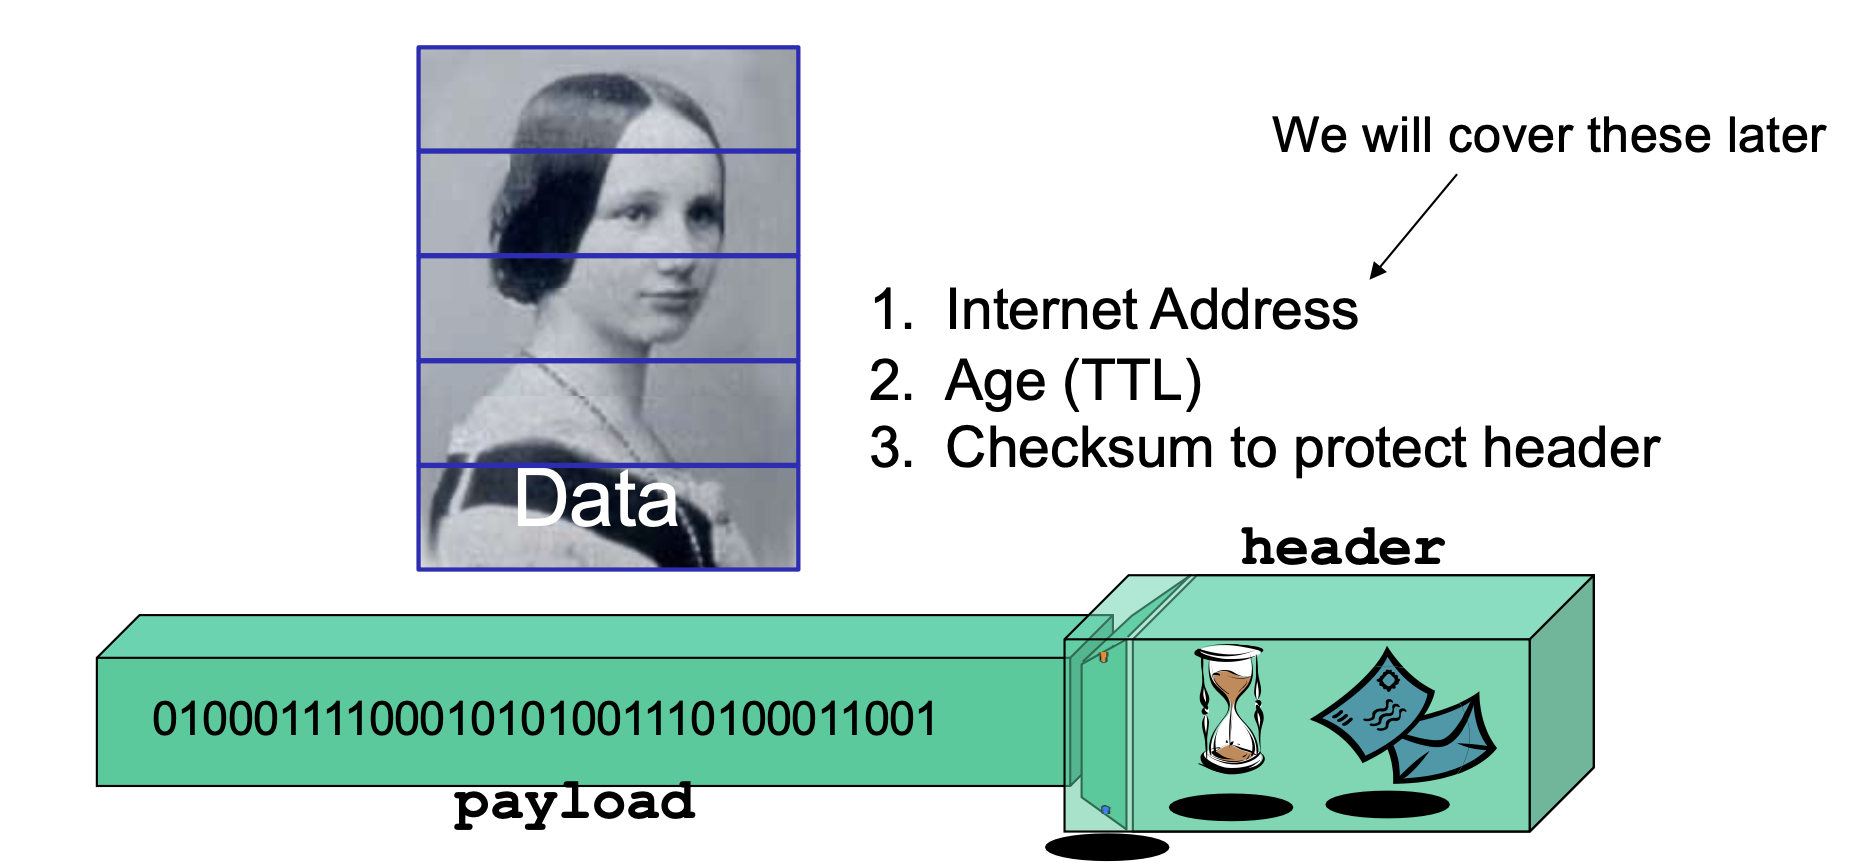 We will cover these later
1. Internet Address
2. Age (TTL)
3. Checksum to protect header
Data
header
01000111100010101001110100011001
payload